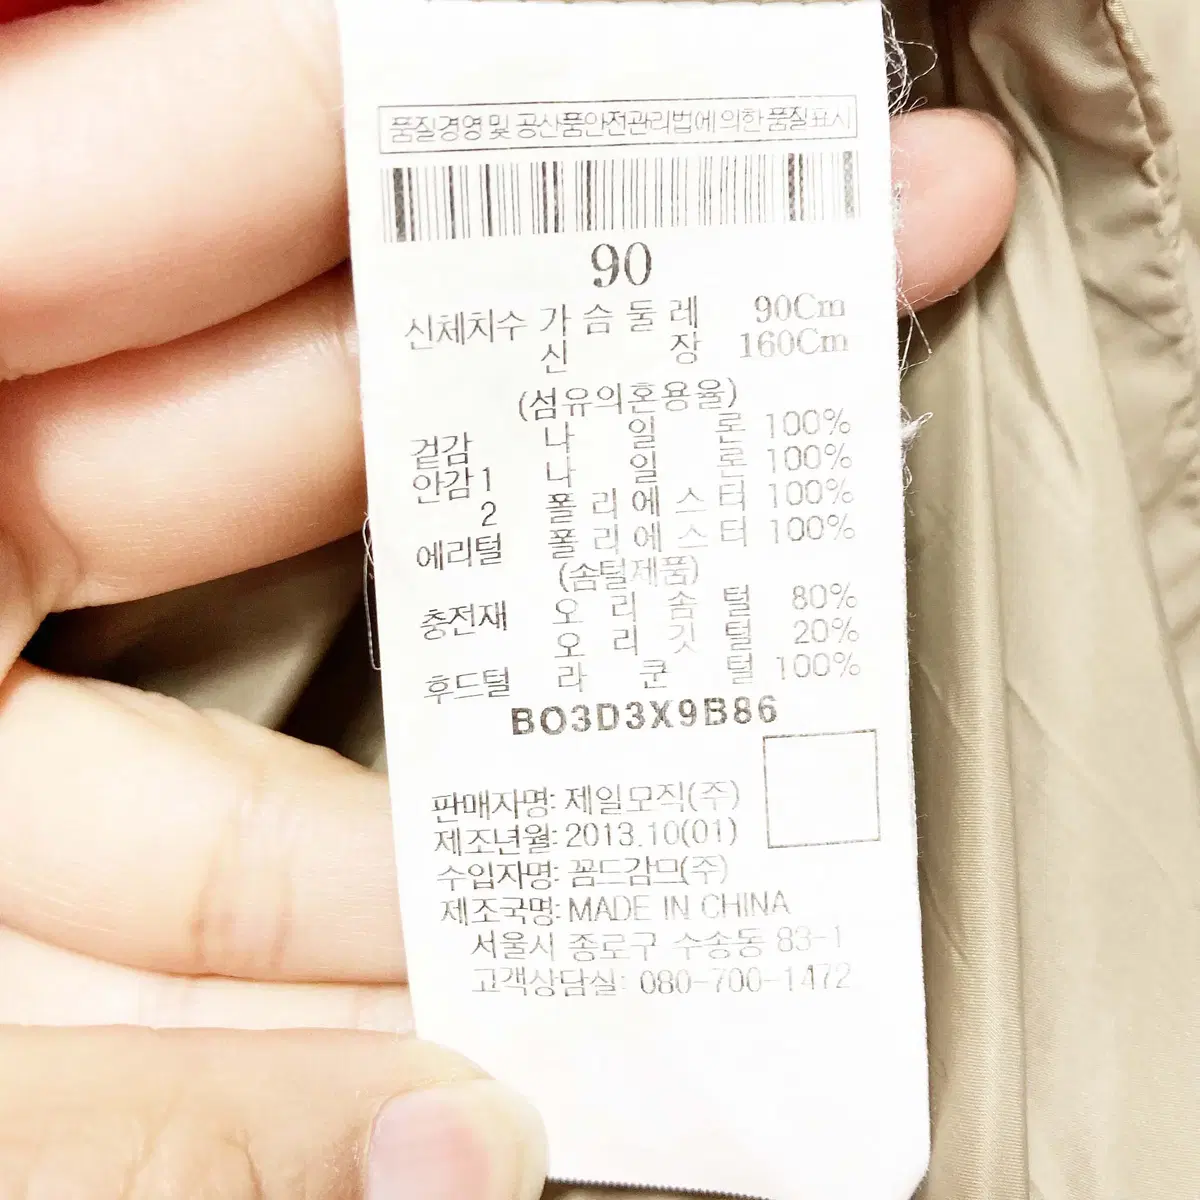 품질경영 및 공산품안전관리법에 의한 품질표시
90
신체치수 가슴둘레 90Cm
신장 160Cm
(섬유의혼용율)
겉감 나일론 100%
안감1 나일론 100%
2 폴리에스터 100%
에리털 폴리에스터 100%
(솜털제품)
충전재 오리솜털 80%
오리깃털 20%
후드털 라쿤털 100%
BO3D3X9B86
판매자명: 제일모직(주)
제조년월: 2013.10(01)
수입자명: 꼼드감므(주)
제조국명: MADE IN CHINA
서울시 종로구 수송동 83-1
고객상담실: 080-700-1472